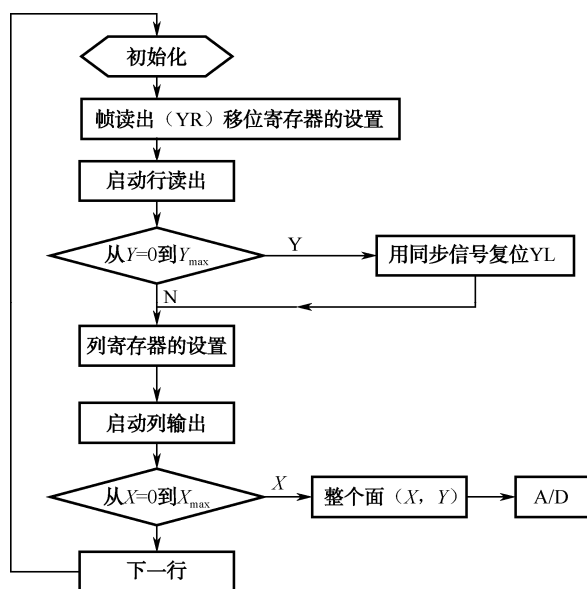 初始化
帧读出（YR）移位寄存器的设置
启动行读出
从Y=0到Ymax
Y
用同步信号复位YL
N
列寄存器的设置
启动列输出
从X=0到Xmax
X
整个面（X，Y）
A/D
下一行